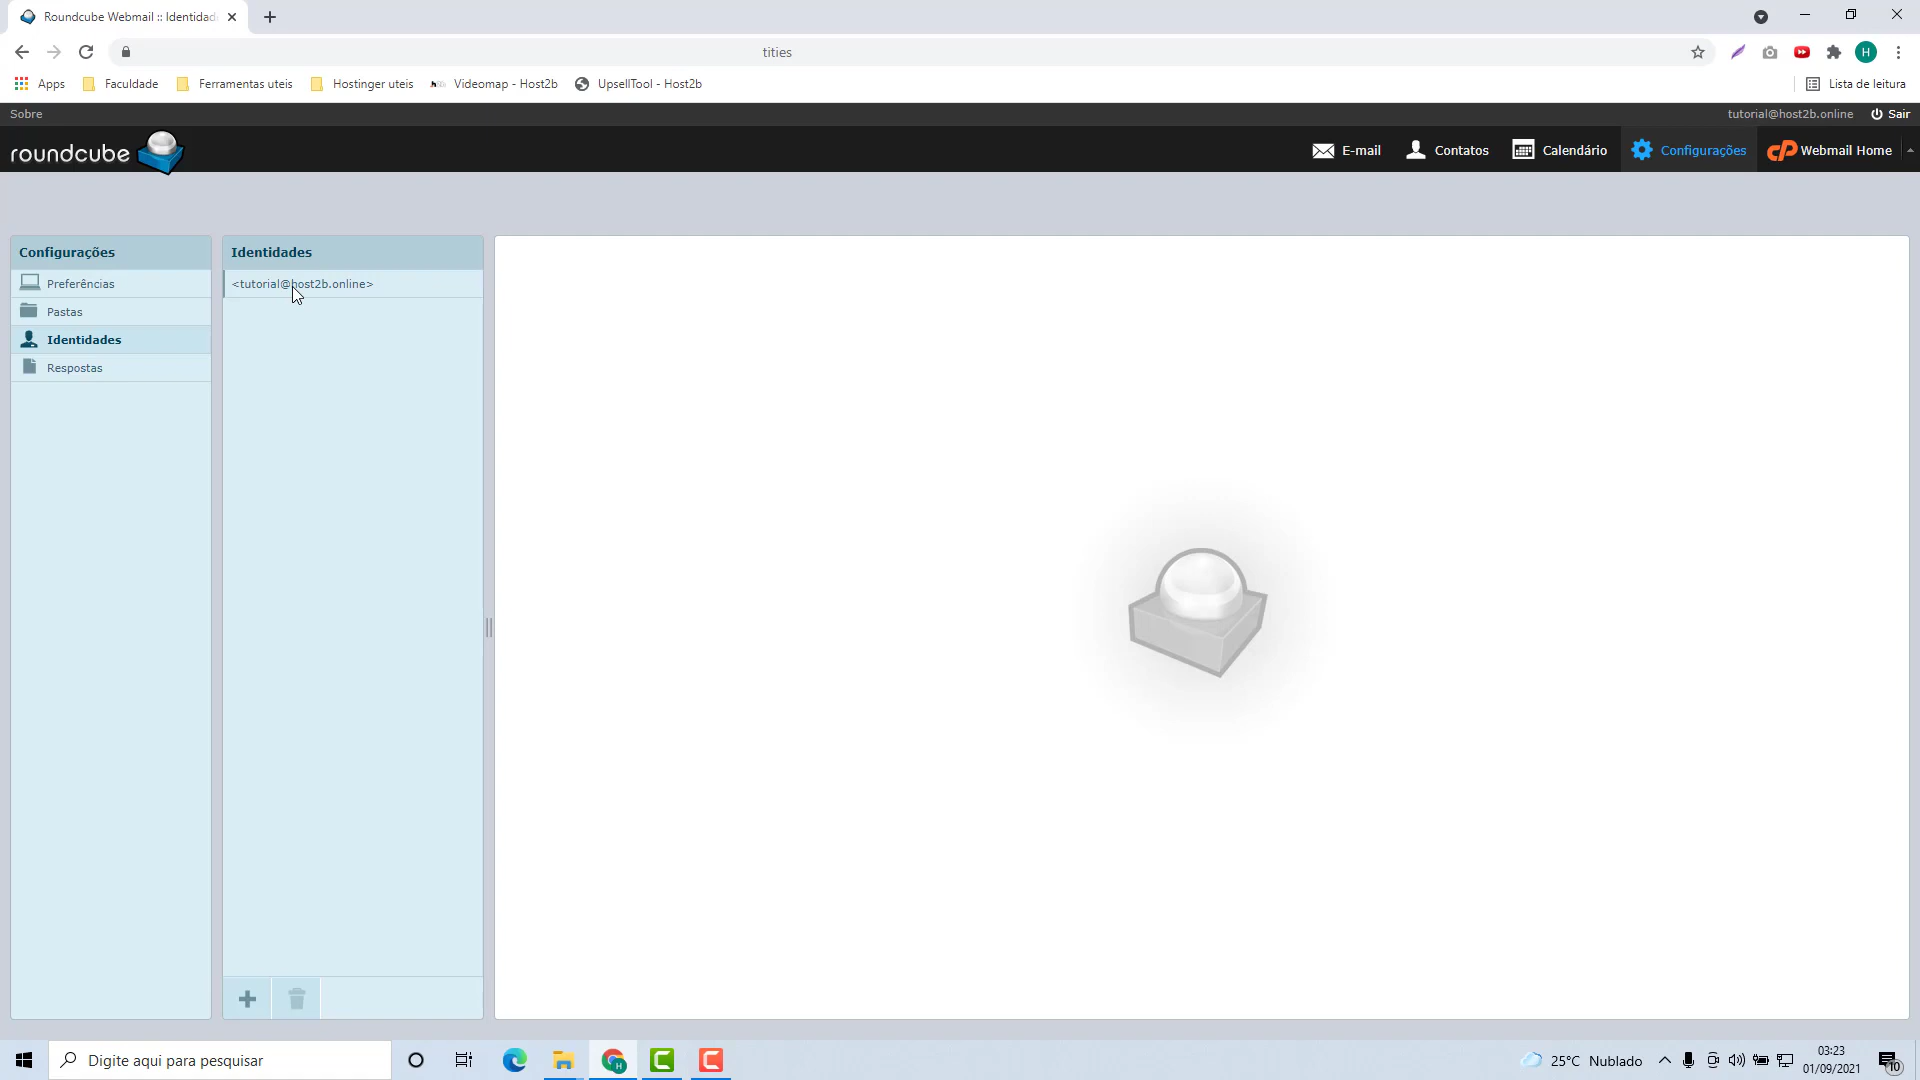 Roundcube Webmail :: Identidad
tities
Apps
Faculdade
Ferramentas uteis
Hostinger uteis
Videomap - Host2b
UpsellTool - Host2b
Lista de leitura
H
Sobre
tutorial@host2b.online
Sair
roundcube
E-mail
Contatos
Calendário
Configurações
cP Webmail Home
Configurações
Preferências
Pastas
Identidades
Respostas
Identidades
<tutorial@host2b.online>
Digite aqui para pesquisar
25°C Nublado
03:23
01/09/2021
10